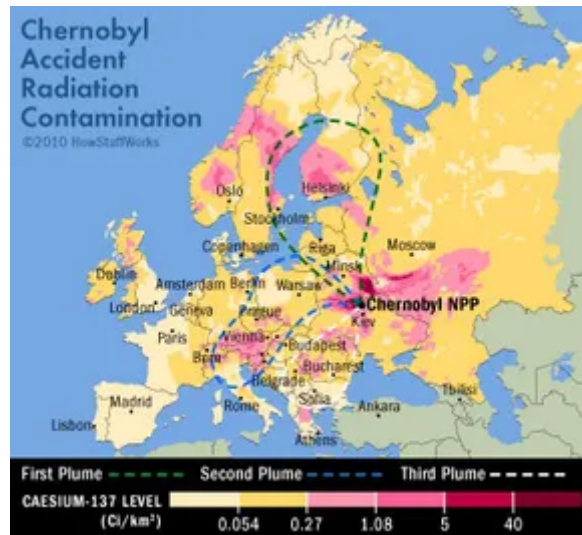 Chernobyl
Accident
Radiation
Contamination
©2010 HowStuffWorks
Oslo
Helsinki
Stockholm
Copenhagen
Riga
Moscow
Dublin
Minsk
Amsterdam Berlin
Warsaw
Chernobyl NPP
London
Geneva
Prague
Kiev
Paris
Vienna
Budapest
Bern
Bucharest
Belgrade
Madrid
Rome
Sofia
Tbilisi
Lisbon
Ankara
Athens
First Plume Second Plume Third Plume
CAESIUM-137 LEVEL
(Ci/km²) 0.054 0.27 1.08 5 40